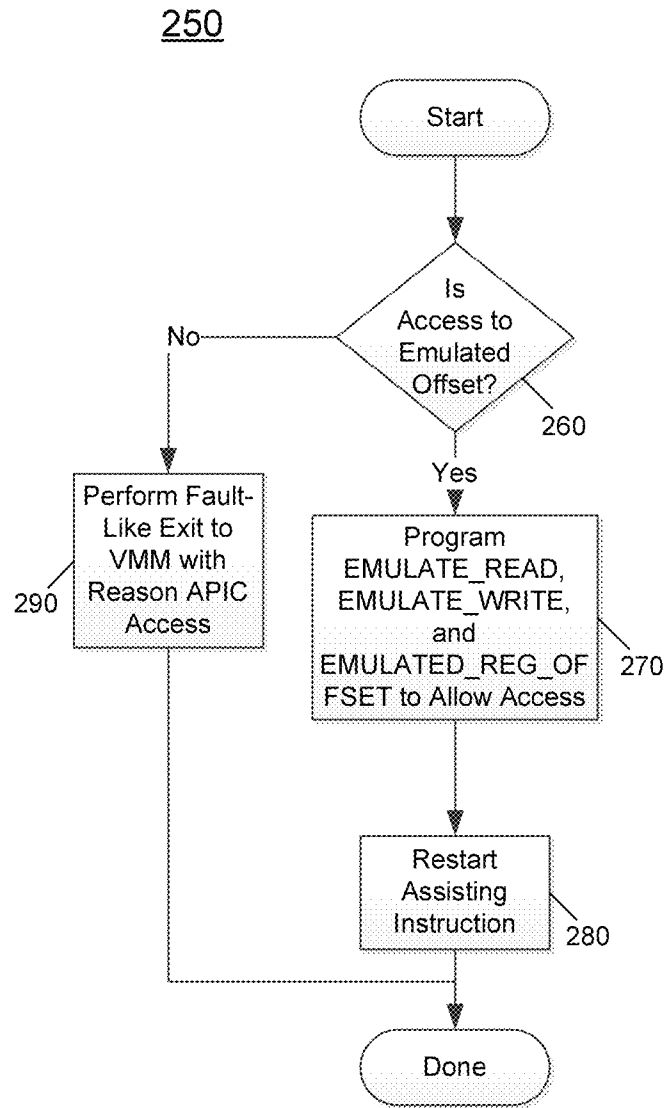 250
Start
Is
Access to
Emulated
Offset?
260
No
Yes
Perform Fault-
Like Exit to
VMM with
Reason APIC
Access
290
Program
EMULATE_READ,
EMULATE_WRITE,
and
EMULATED_REG_OF
FSET to Allow Access
270
Restart
Assisting
Instruction
280
Done